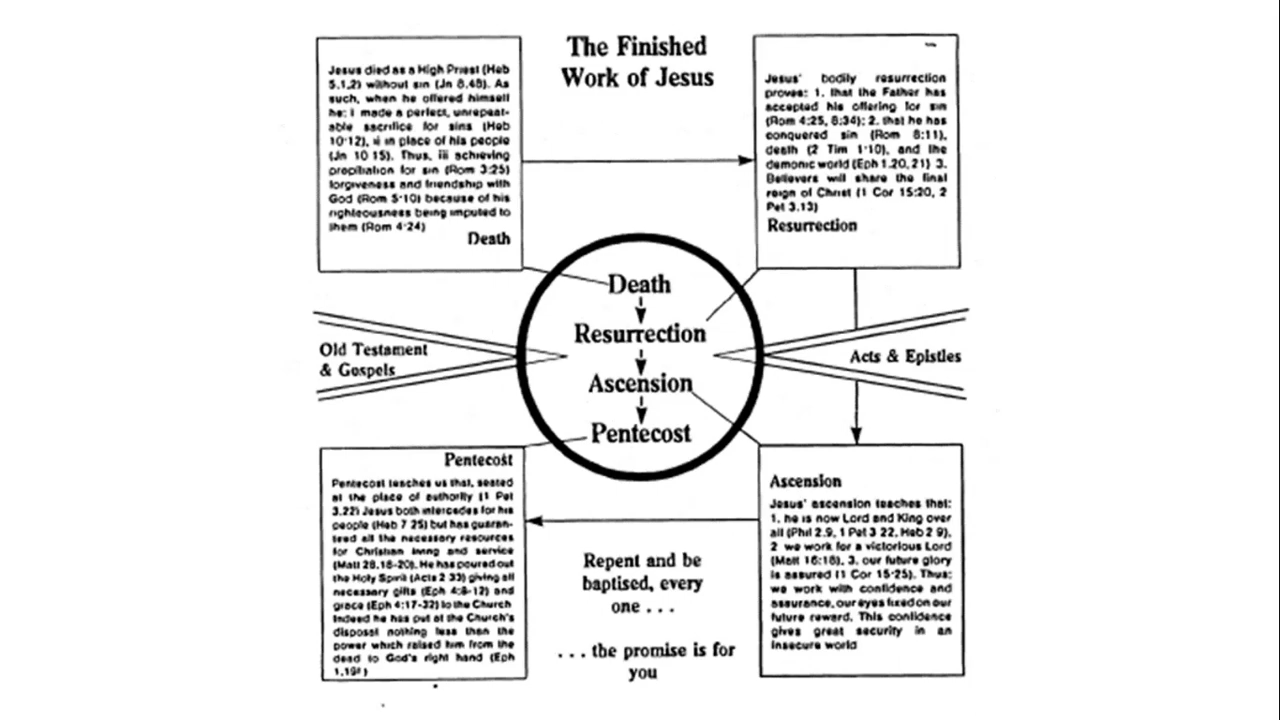 The Finished
Work of Jesus
Jesus died as a High Priest (Heb
5.1,2) without sin (Jn 8.46). As
such, when he offered himself
he: i made a perfect, unrepeat-
able sacrifice for sins (Heb
10·12), ii in place of his people
(Jn 10 15). Thus, iii achieving
propitiation for sin (Rom 3:25)
forgiveness and friendship with
God (Rom 5·10) because of his
righteousness being imputed to
them (Rom 4·24)
Death
Jesus' bodily resurrection
proves: 1. that the Father has
accepted his offering for sin
(Rom 4:25, 8:34); 2. that he has
conquered sin (Rom 8:11),
death (2 Tim 1·10), and the
demonic world (Eph 1.20, 21) 3.
Believers will share the final
reign of Christ (1 Cor 15:20, 2
Pet 3.13)
Resurrection
Death
Resurrection
Ascension
Pentecost
Old Testament
& Gospels
Acts & Epistles
Pentecost
Pentecost teaches us that, seated
at the place of authority (1 Pet
3.22) Jesus both intercedes for his
people (Heb 7 25) but has guaran-
teed all the necessary resources
for Christian living and service
(Matt 28.18-20). He has poured out
the Holy Spirit (Acts 2 33) giving all
necessary gifts (Eph 4:8-12) and
grace (Eph 4:17-32) to the Church
Indeed he has put at the Church's
disposal nothing less than the
power which raised him from the
dead to God's right hand (Eph
Ascension
Jesus' ascension teaches that:
1. he is now Lord and King over
all (Phil 2.9, 1 Pet 3 22, Heb 2 9),
2 we work for a victorious Lord
(Matt 16:18), 3. our future glory
is assured (1 Cor 15·25). Thus:
we work with confidence and
assurance, our eyes fixed on our
future reward. This confidence
gives great security in an
insecure world
Repent and be
baptised, every
one . . .
. . . the promise is for
you